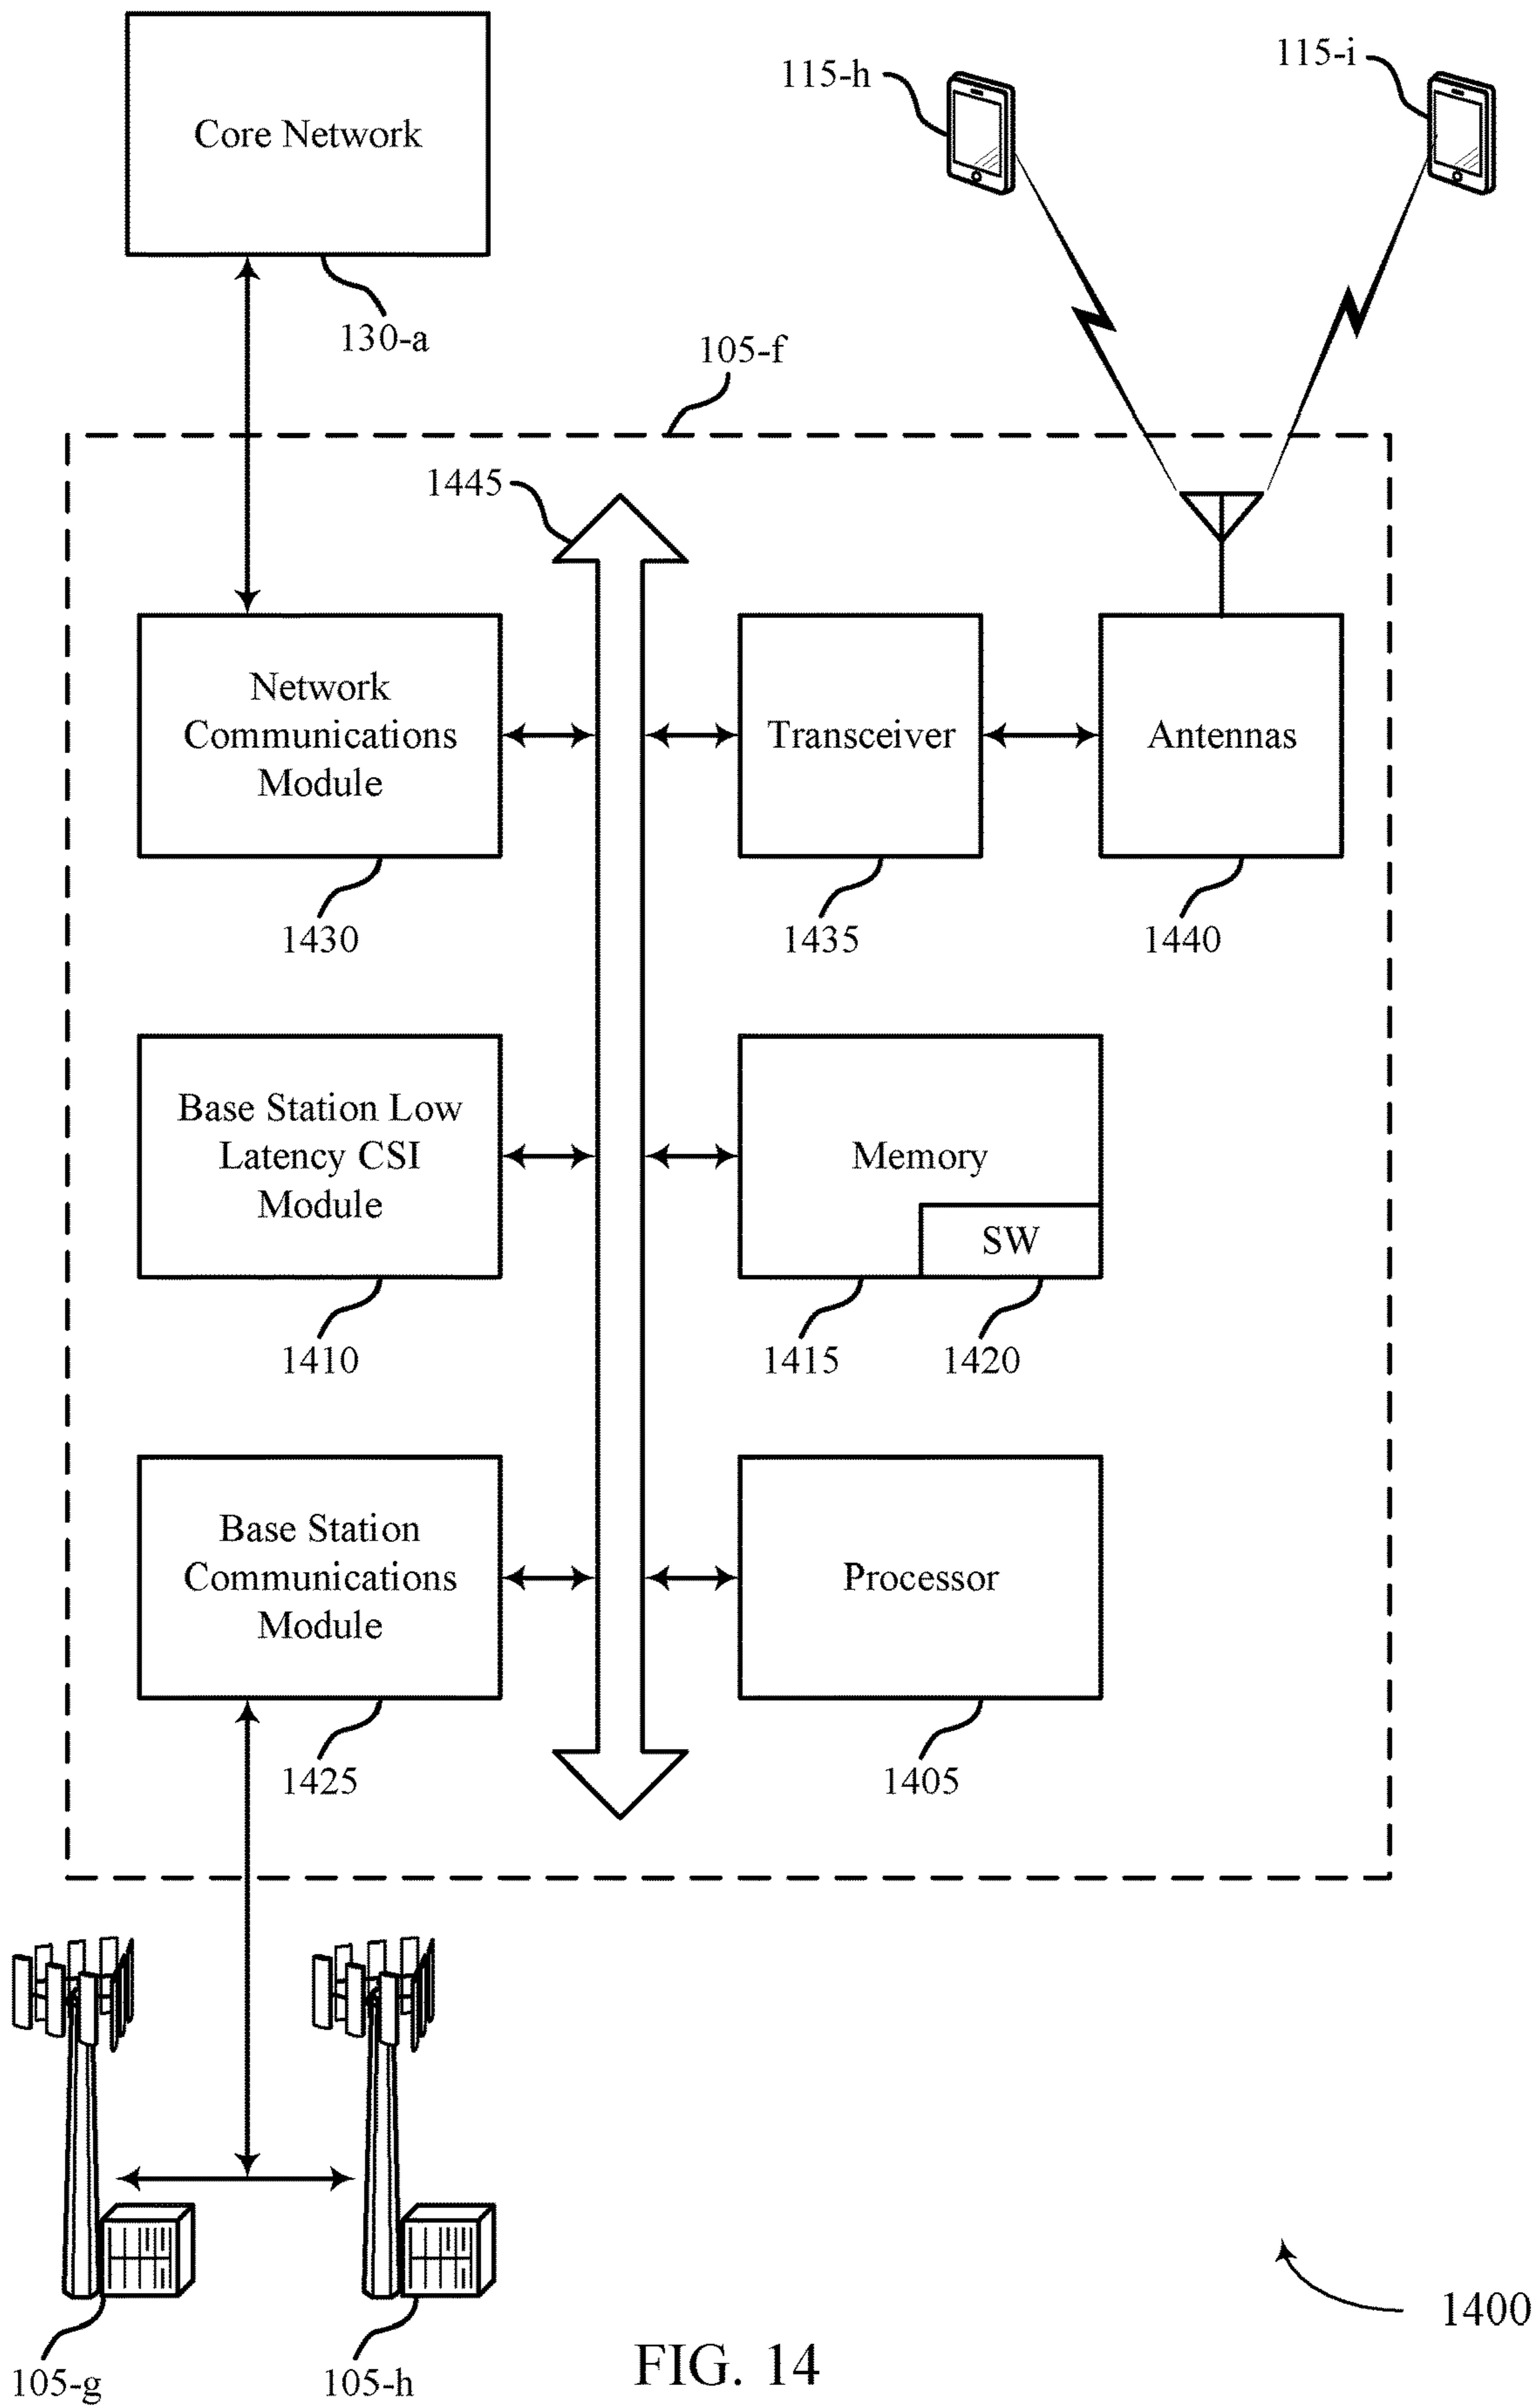 115-h
115-i
Core Network
130-a
105-f
1445
Network
Communications
Module
Transceiver
Antennas
1430
1435
1440
Base Station Low
Latency CSI
Module
Memory
SW
1410
1415
1420
Base Station
Communications
Module
Processor
1425
1405
105-g
105-h
1400
FIG. 14